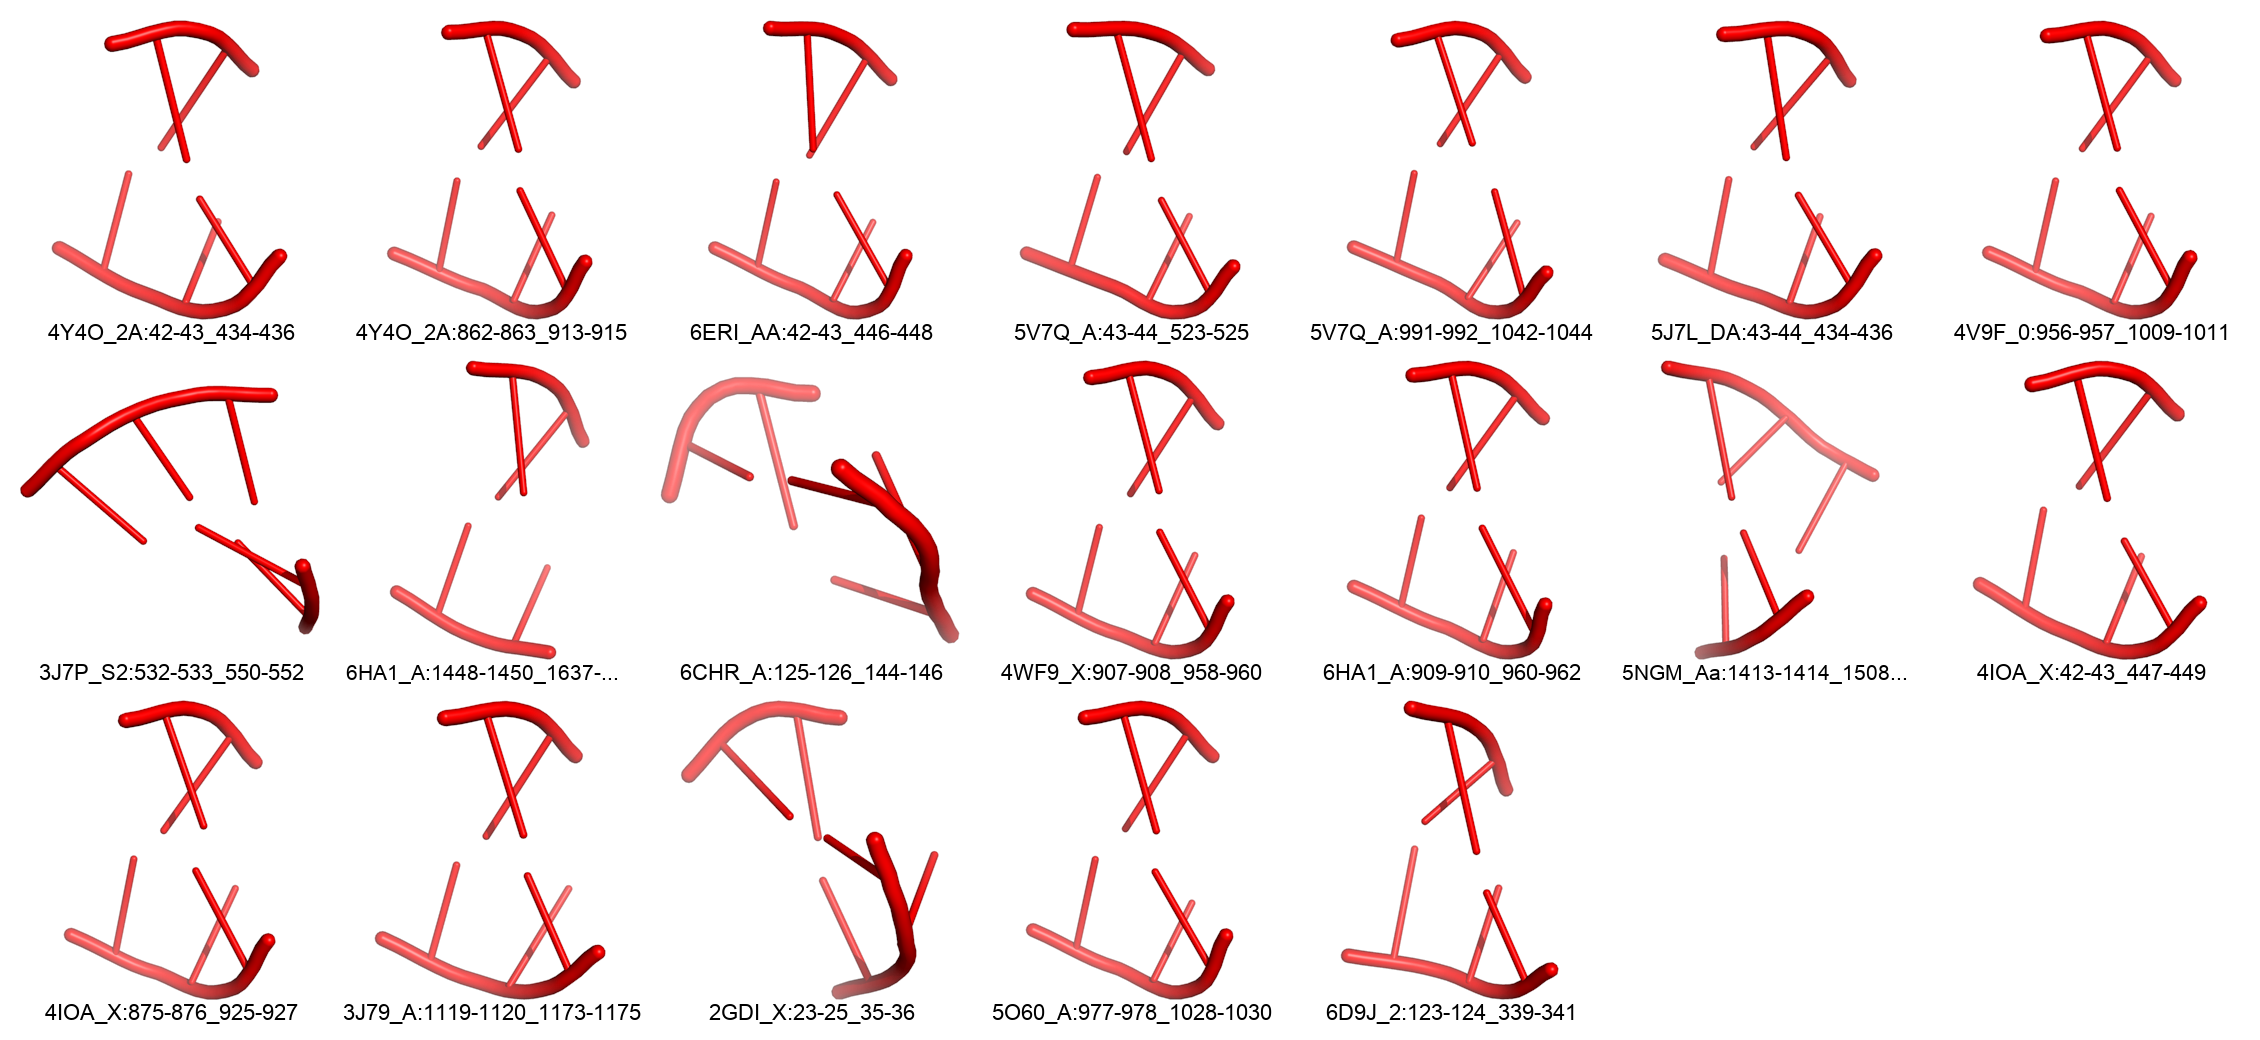 4Y4O_2A:42-43_434-436
4Y4O_2A:862-863_913-915
6ERI_AA:42-43_446-448
5V7Q_A:43-44_523-525
5V7Q_A:991-992_1042-1044
5J7L_DA:43-44_434-436
4V9F_0:956-957_1009-1011
3J7P_S2:532-533_550-552
6HA1_A:1448-1450_1637-...
6CHR_A:125-126_144-146
4WF9_X:907-908_958-960
6HA1_A:909-910_960-962
5NGM_Aa:1413-1414_1508...
4IOA_X:42-43_447-449
4IOA_X:875-876_925-927
3J79_A:1119-1120_1173-1175
2GDI_X:23-25_35-36
5O60_A:977-978_1028-1030
6D9J_2:123-124_339-341